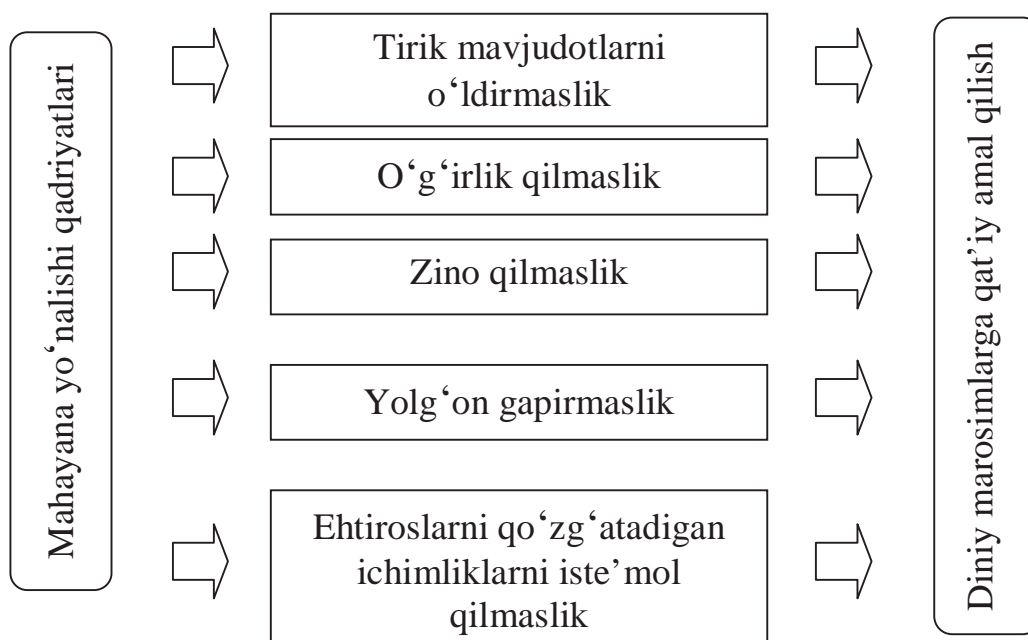 Mahayana yo‘nalishi qadriyatlari
Tirik mavjudotlarni
o‘ldirmaslik
O‘g‘irlik qilmaslik
Zino qilmaslik
Yolg‘on gapirmaslik
Ehtiroslarni qo‘zg‘atadigan
ichimliklarni iste’mol
qilmaslik
Diniy marosimlarga qat’iy amal qilish